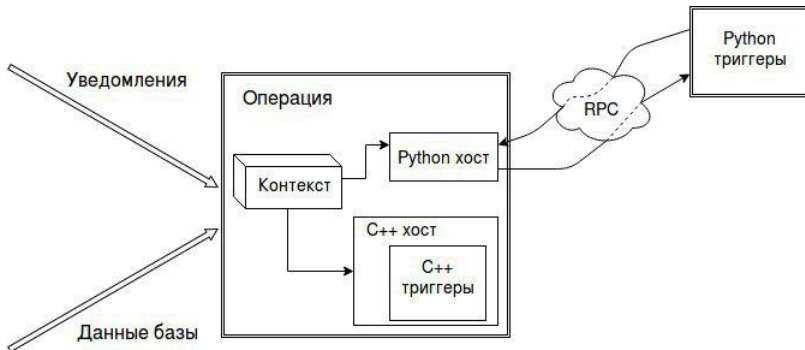 Python
триггеры
Уведомления
Операция
RPC
Python хост
Контекст
C++ хост
C++
триггеры
Данные базы